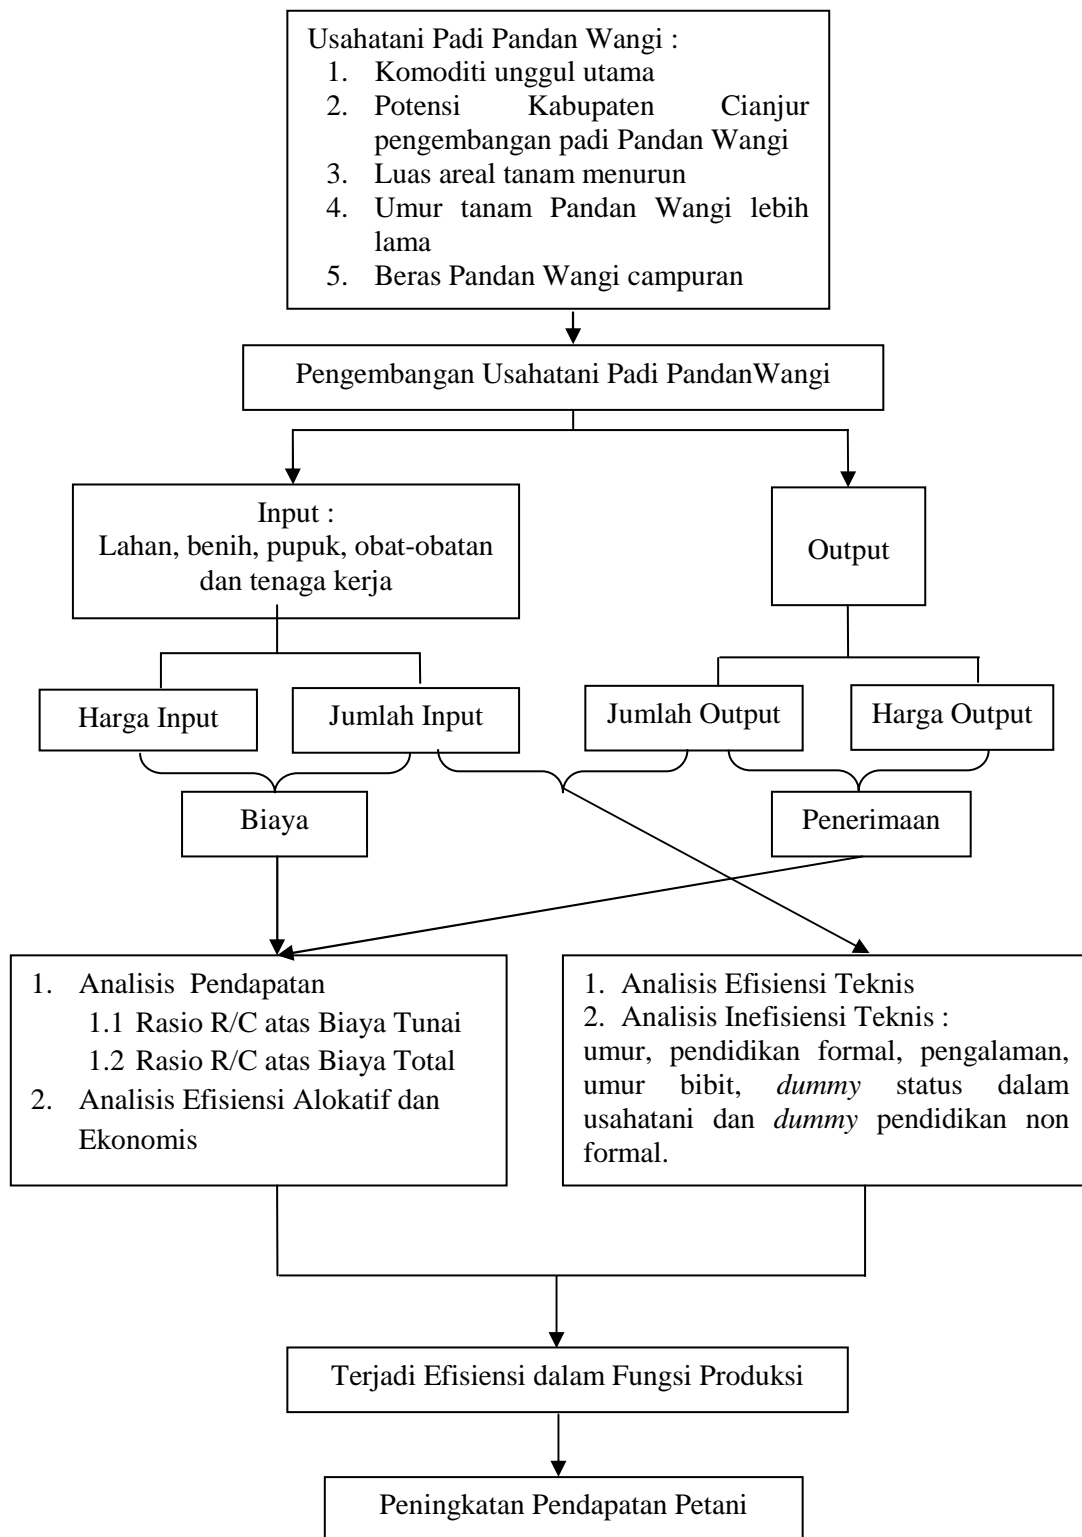 Usahatani Padi Pandan Wangi :
1. Komoditi unggul utama
2. Potensi Kabupaten Cianjur
pengembangan padi Pandan Wangi
3. Luas areal tanam menurun
4. Umur tanam Pandan Wangi lebih
lama
5. Beras Pandan Wangi campuran
Pengembangan Usahatani Padi PandanWangi
Input :
Lahan, benih, pupuk, obat-obatan
dan tenaga kerja
Output
Harga Input
Jumlah Input
Jumlah Output
Harga Output
Biaya
Penerimaan
1. Analisis Pendapatan
1.1 Rasio R/C atas Biaya Tunai
1.2 Rasio R/C atas Biaya Total
2. Analisis Efisiensi Alokatif dan
Ekonomis
1. Analisis Efisiensi Teknis
2. Analisis Inefisiensi Teknis :
umur, pendidikan formal, pengalaman,
umur bibit, dummy status dalam
usahatani dan dummy pendidikan non
formal.
Terjadi Efisiensi dalam Fungsi Produksi
Peningkatan Pendapatan Petani